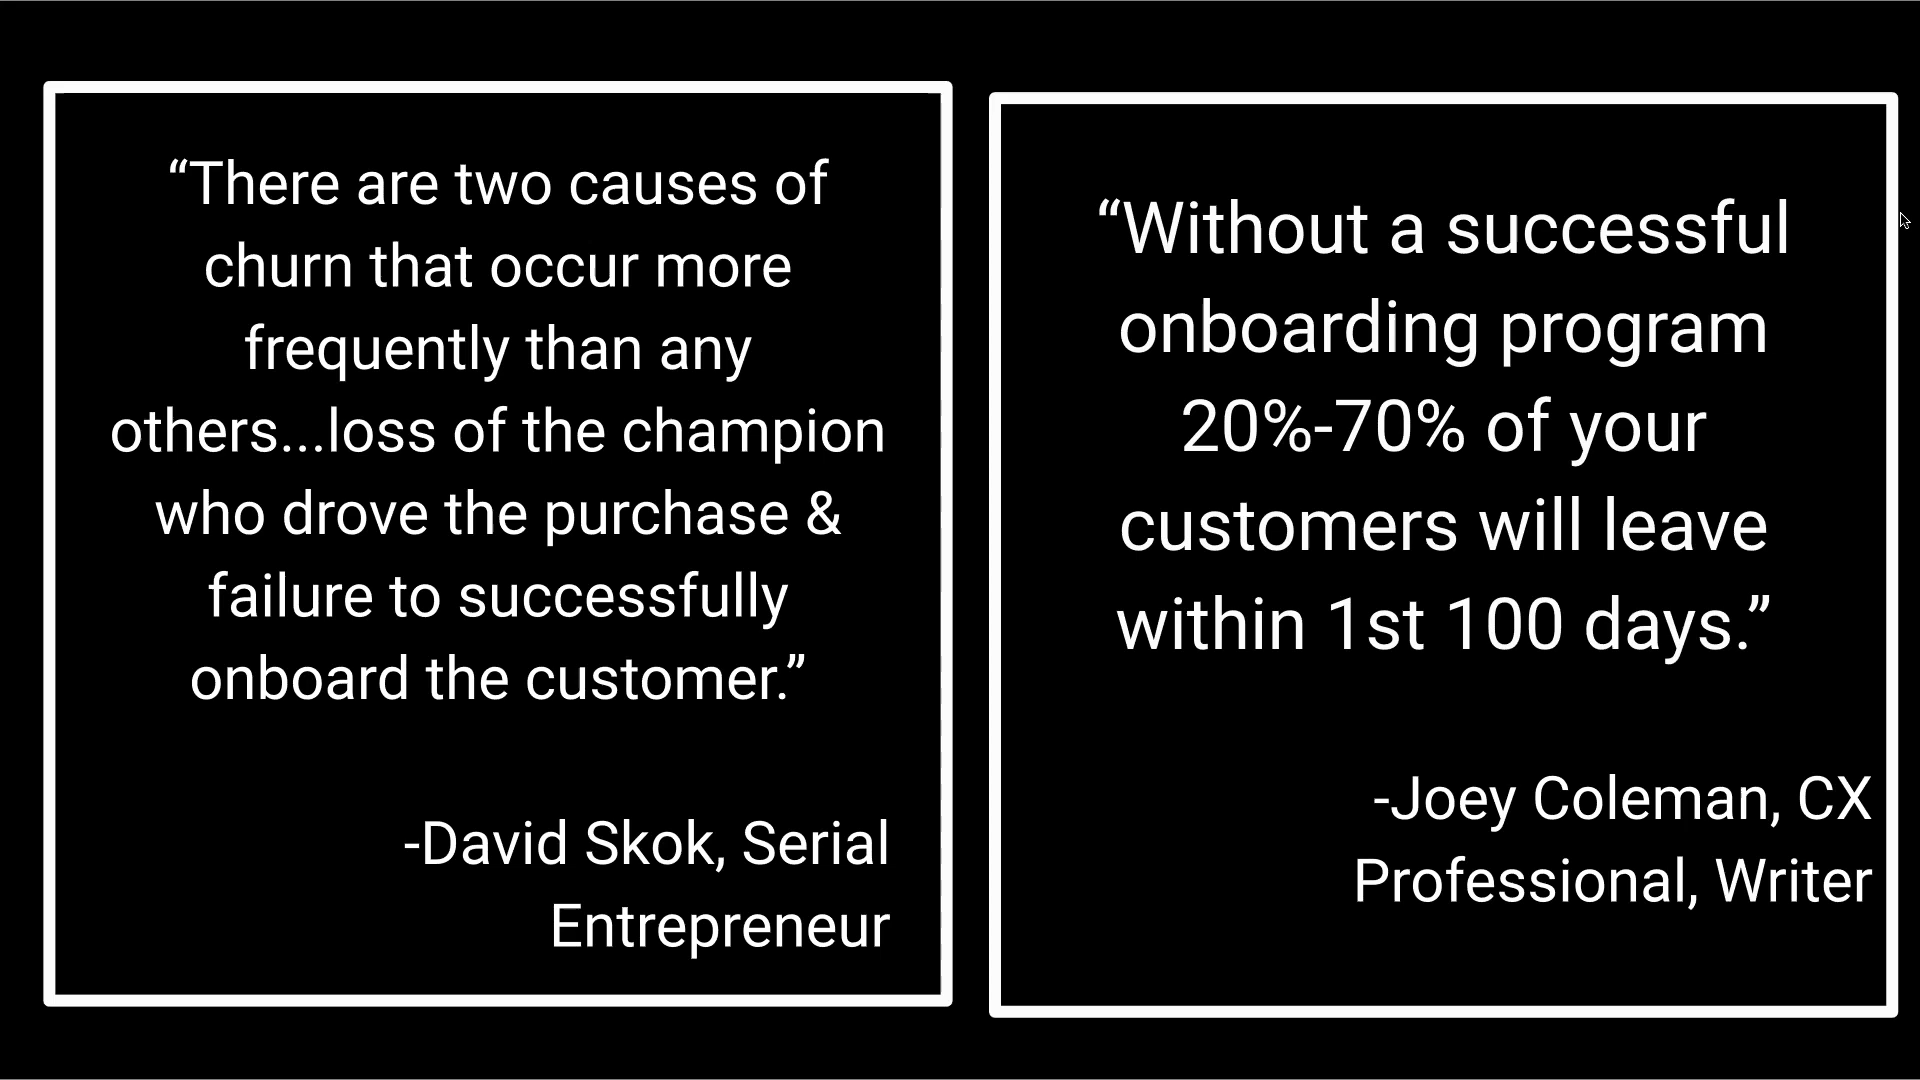 “There are two causes of
churn that occur more
frequently than any
others...loss of the champion
who drove the purchase &
failure to successfully
onboard the customer.”
-David Skok, Serial
Entrepreneur
“Without a successful
onboarding program
20%-70% of your
customers will leave
within 1st 100 days.”
-Joey Coleman, CX
Professional, Writer